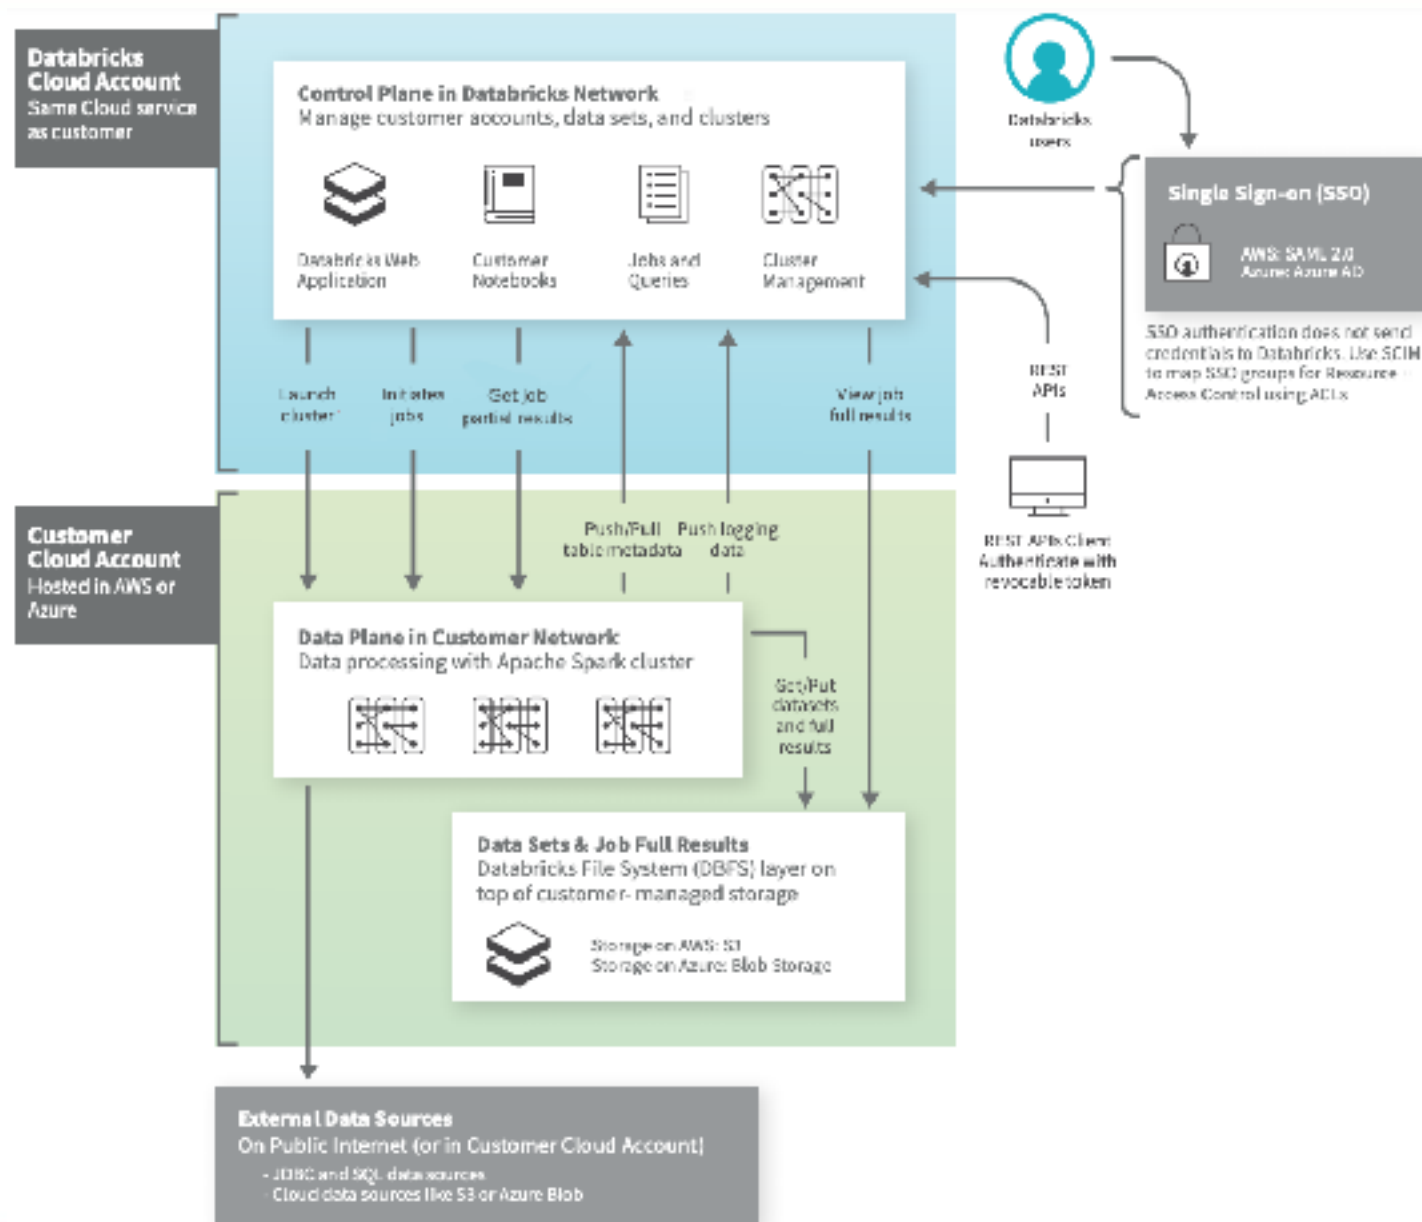 Databricks
Cloud Account
Same Cloud service
as customer
Control Plane in Databricks Network
Manage customer accounts, data sets, and clusters
Databricks Web
Application
Customer
Notebooks
Jobs and
Queries
Cluster
Management
Databricks
users
Single Sign-on (SSO)
AWS: SAML 2.0
Azure: Azure AD
SSO authentication does not send
credentials to Databricks. Use SCIM
to map SSO groups for Resource
Access Control using ACLs
REST
APIs
REST APIs Client
Authenticate with
revocable token
Launch
cluster
Initiates
jobs
Get job
partial results
View job
full results
Customer
Cloud Account
Hosted in AWS or
Azure
Push/Pull
table metadata
Push logging
data
Data Plane in Customer Network
Data processing with Apache Spark cluster
Get/Put
datasets
and full
results
Data Sets & Job Full Results
Databricks File System (DBFS) layer on
top of customer- managed storage
Storage on AWS: S3
Storage on Azure: Blob Storage
External Data Sources
On Public Internet (or in Customer Cloud Account)
- JDBC and SQL data sources
- Cloud data sources like S3 or Azure Blob